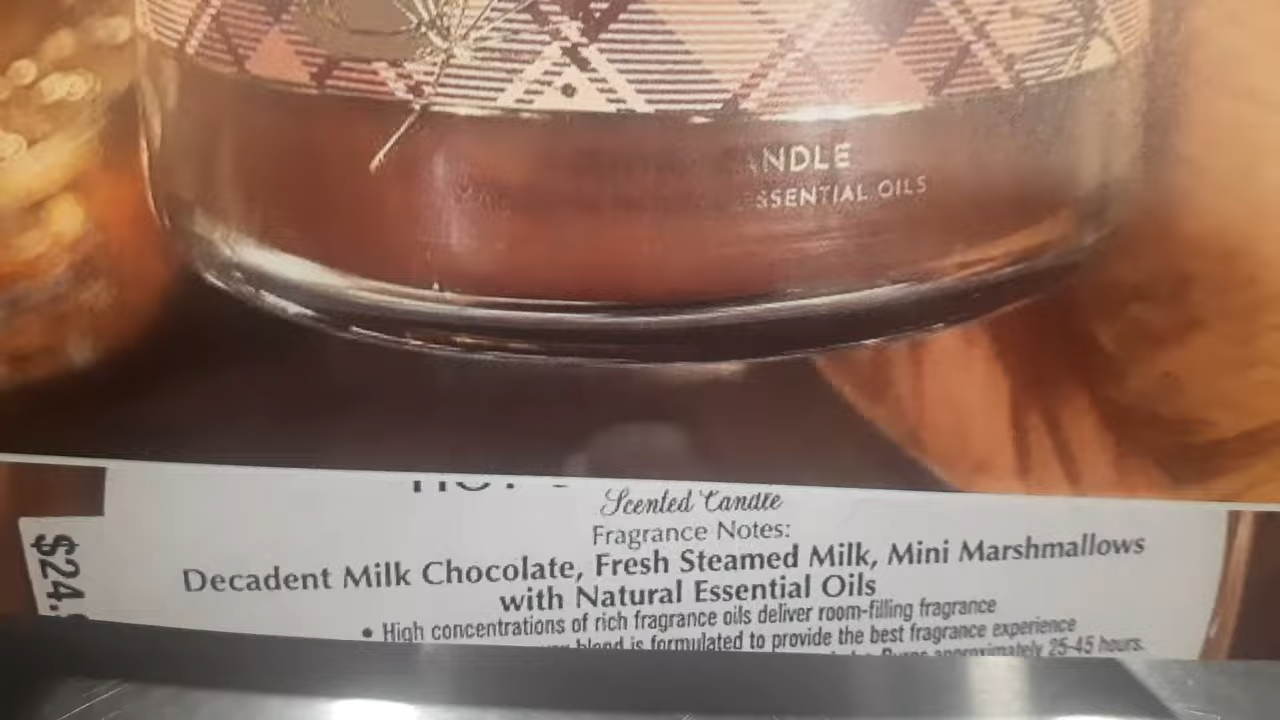 ANDLE
ESSENTIAL OILS
Scented Candle
Fragrance Notes:
Decadent Milk Chocolate, Fresh Steamed Milk, Mini Marshmallows
with Natural Essential Oils
• High concentrations of rich fragrance oils deliver room-filling fragrance
blend is formulated to provide the best fragrance experience
Burns approximately 25-45 hours.
$24.